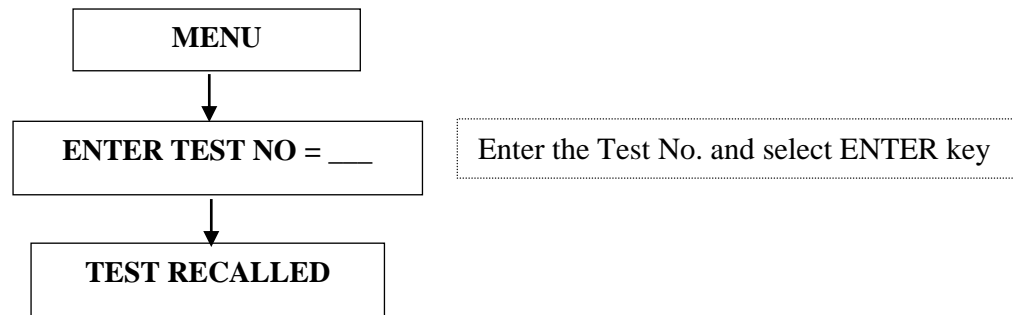 MENU
ENTER TEST NO = ___
Enter the Test No. and select ENTER key
TEST RECALLED